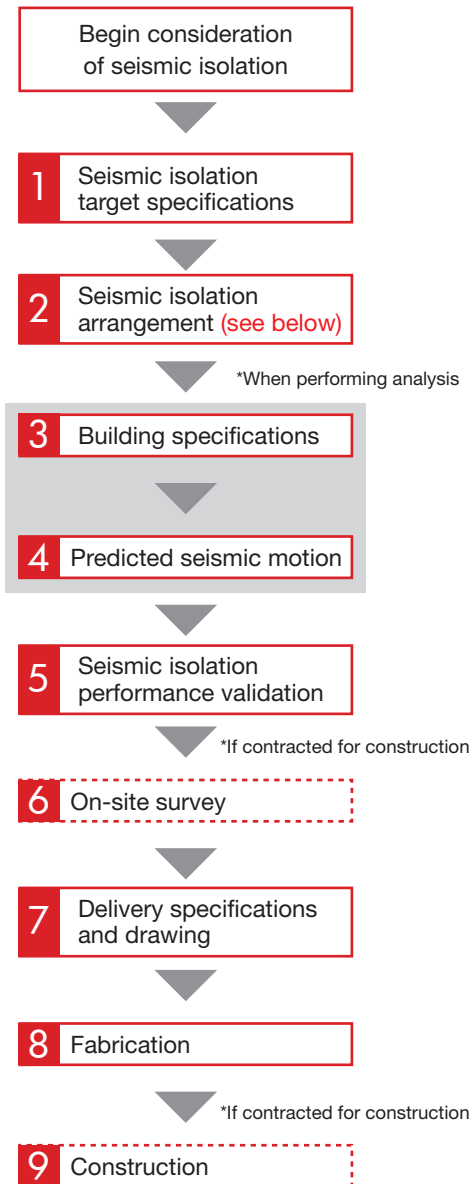 Begin consideration
of seismic isolation
1 Seismic isolation
target specifications
2 Seismic isolation
arrangement (see below)
*When performing analysis
3 Building specifications
4 Predicted seismic motion
5 Seismic isolation
performance validation
*If contracted for construction
6 On-site survey
7 Delivery specifications
and drawing
8 Fabrication
*If contracted for construction
9 Construction